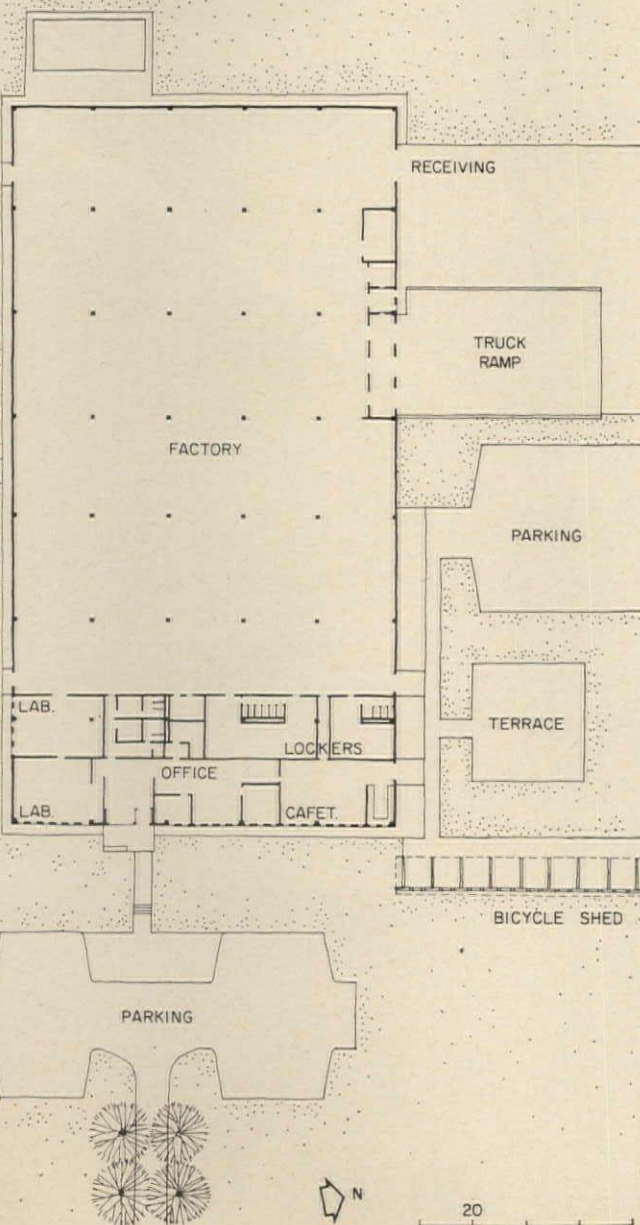 RECEIVING
TRUCK
RAMP
FACTORY
PARKING
LAB.
TERRACE
LOCKERS
OFFICE
LAB.
CAFET.
BICYCLE SHED
PARKING
N
20